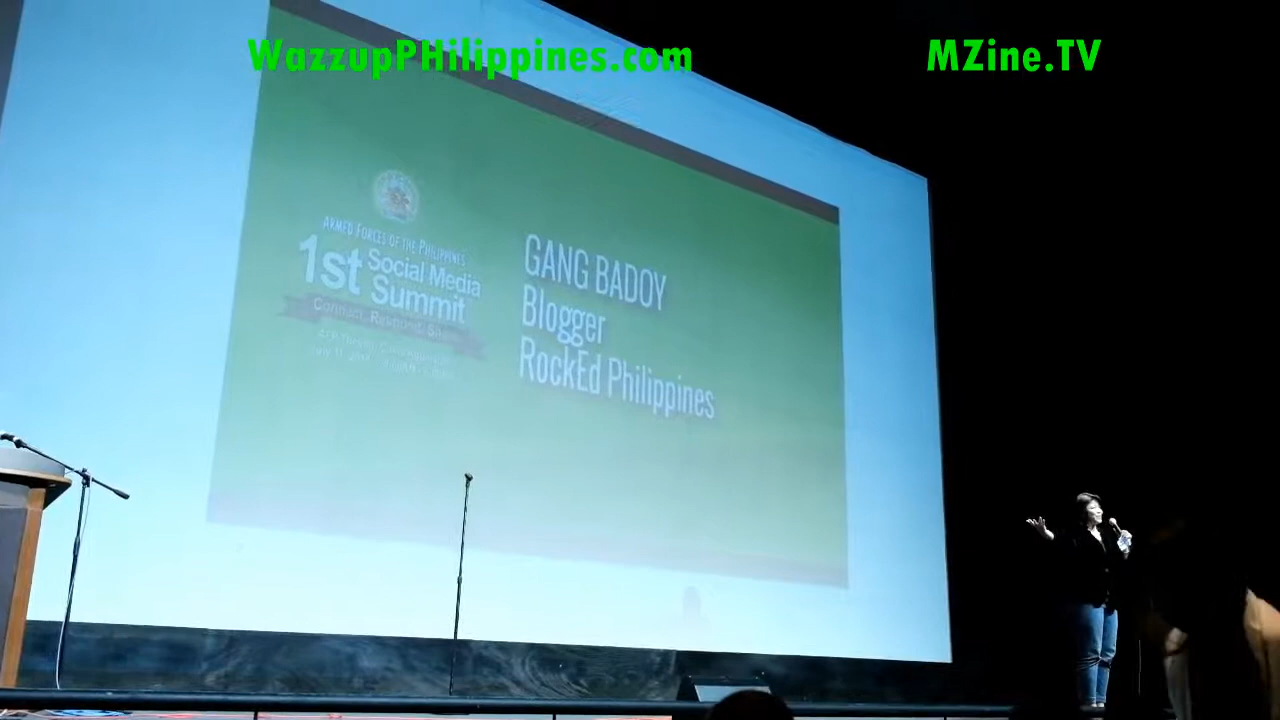 WazzupPHilippines.com
MZine.TV
ARMED FORCES OF THE PHILIPPINES
1st Social Media
Summit
Connect, Respond,
GANG BADOY
Blogger
RockEd Philippines